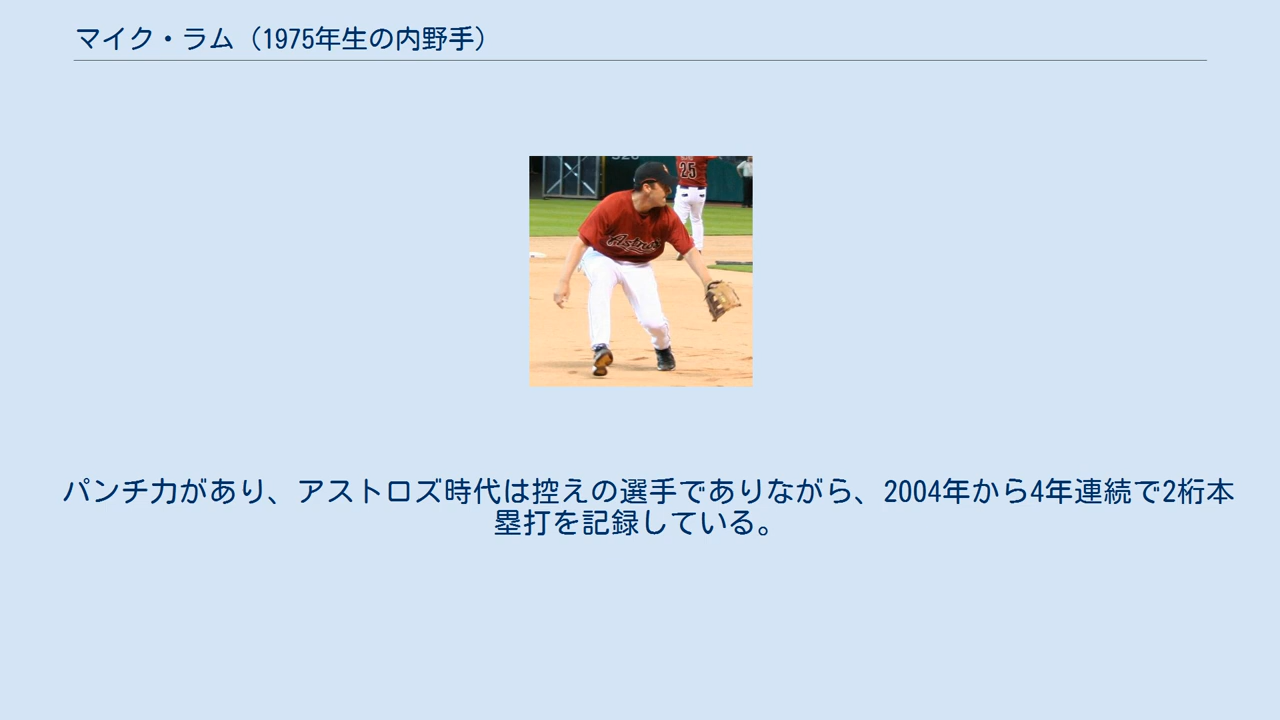 マイク・ラム（1975年生の内野手）
25
Astros
パンチ力があり、アストロズ時代は控えの選手でありながら、2004年から4年連続で2桁本
塁打を記録している。